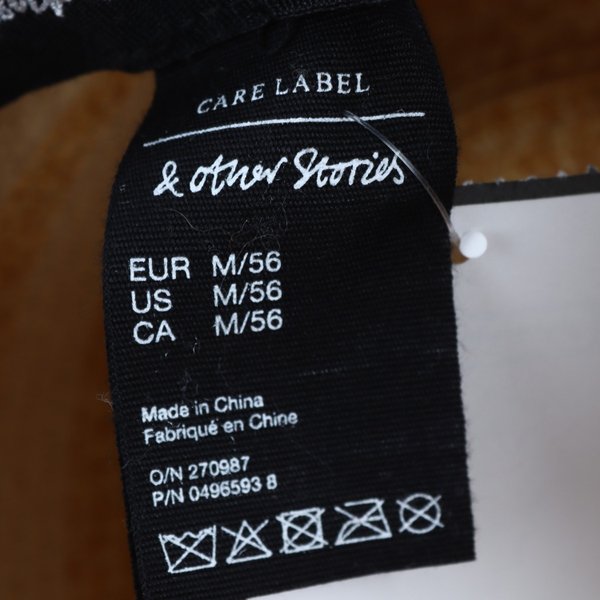 CARE LABEL
& other Stories
EUR M/56
US M/56
CA M/56
Made in China
Fabriqué en Chine
O/N 270987
P/N 0496593 8